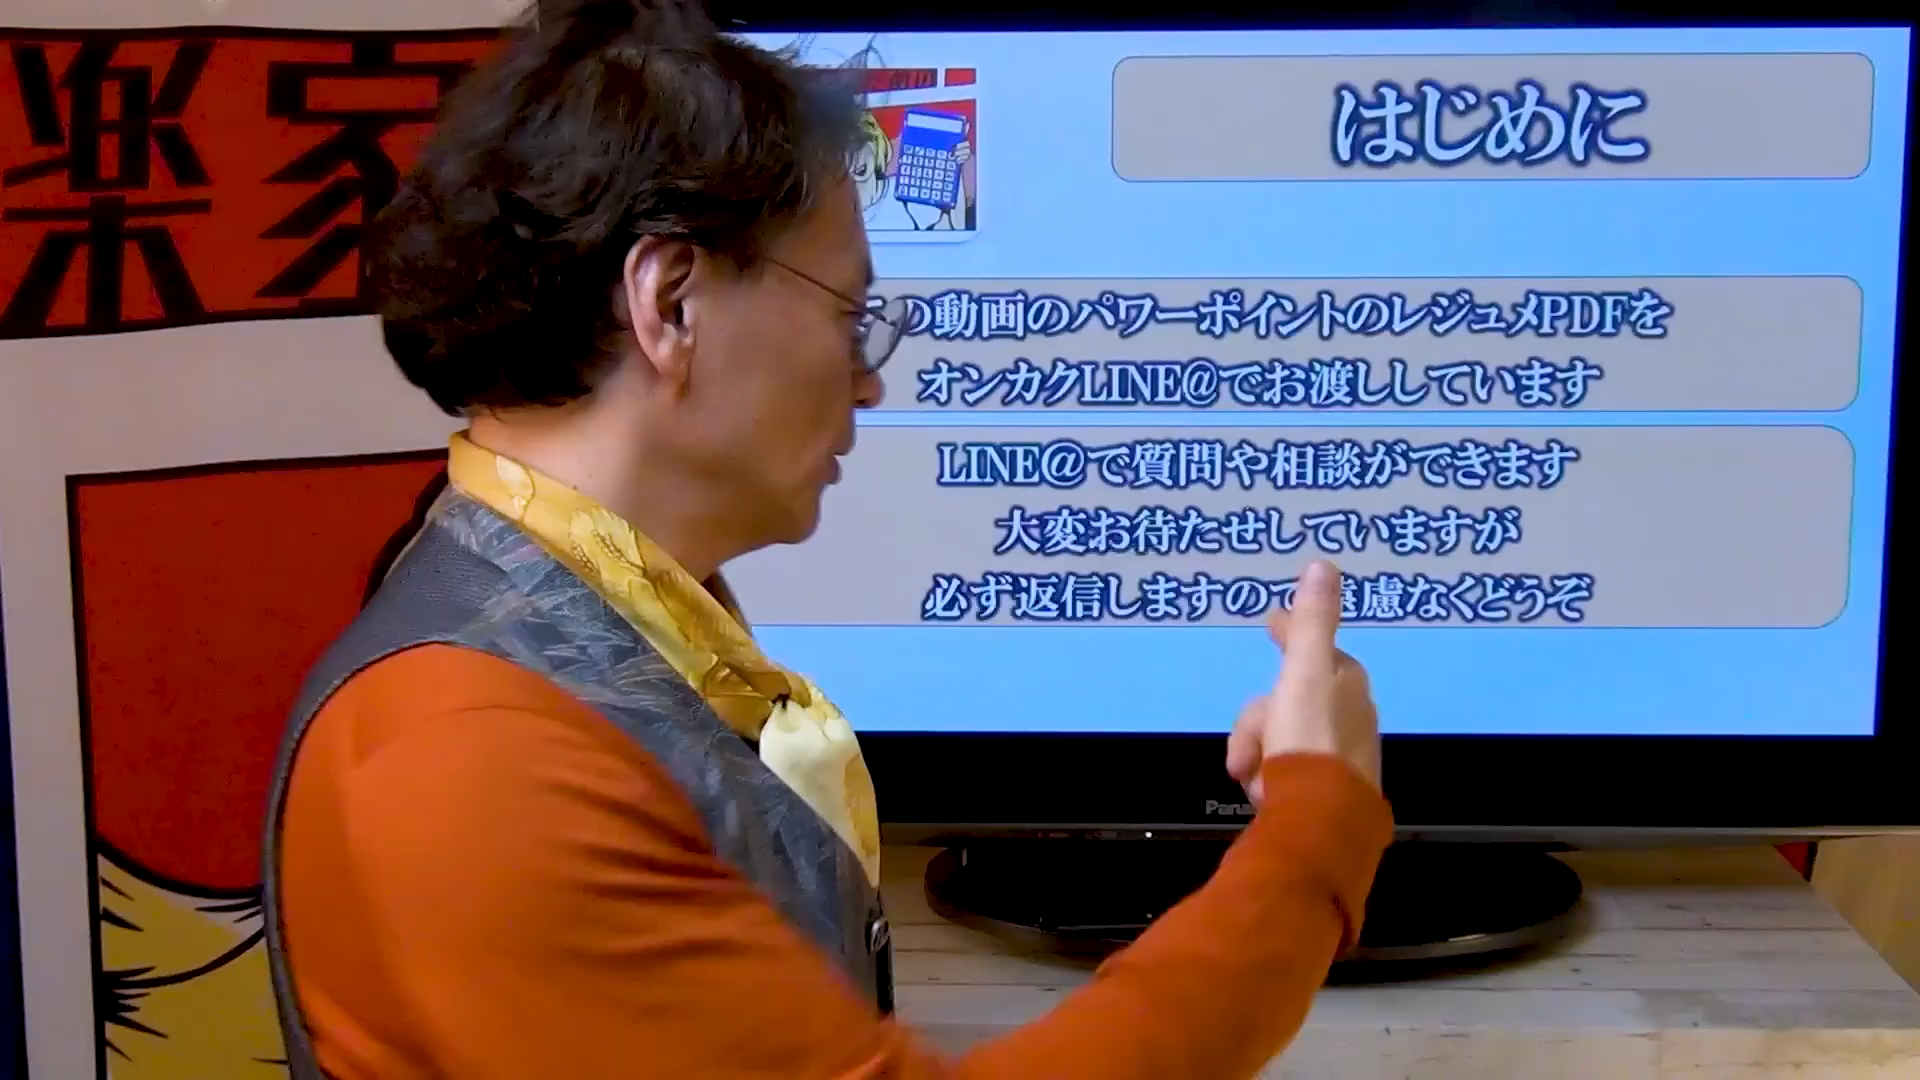 楽家
はじめに
の動画のパワーポイントのレジュメPDFを
オンカクLINE@でお渡ししています
LINE@で質問や相談ができます
大変お待たせしていますが
必ず返信しますので遠慮なくどうぞ